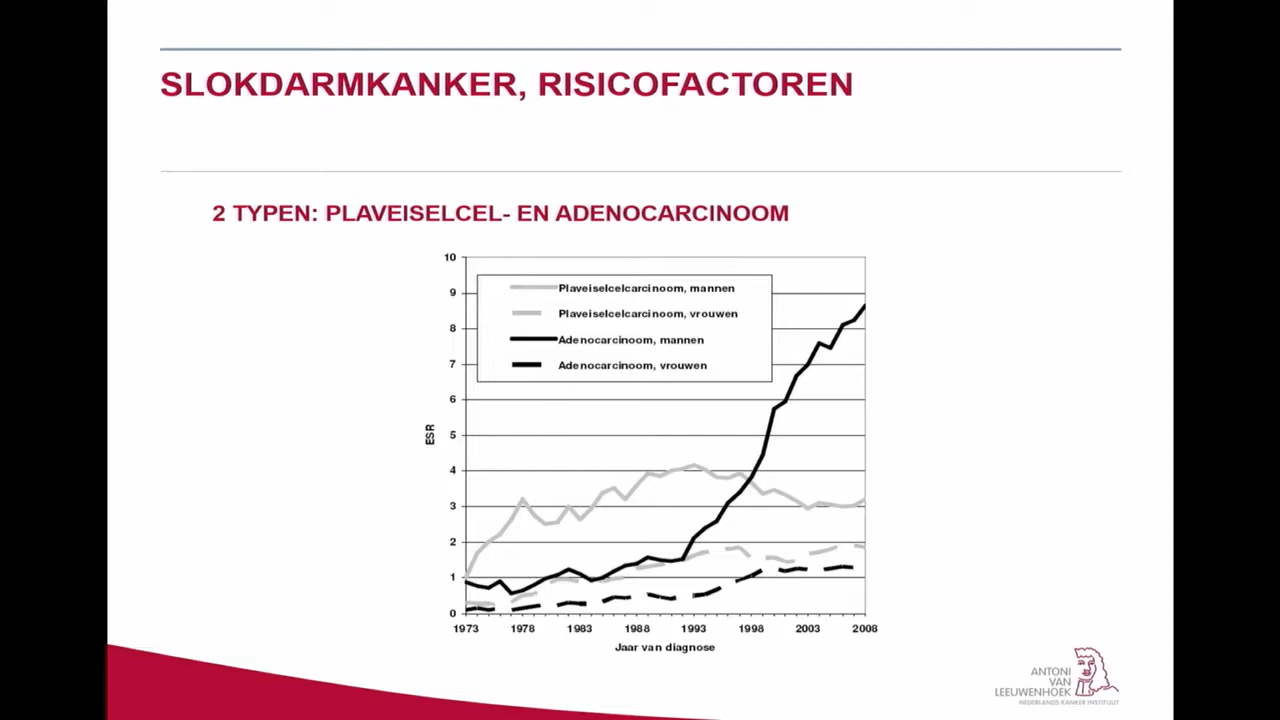 SLOKDARMKANKER, RISICOFACTOREN
2 TYPEN: PLAVEISELCEL- EN ADENOCARCINOOM
10
9
8
7
6
5
4
3
2
1
0
ESR
Plaveiselcelcarcinoom, mannen
Plaveiselcelcarcinoom, vrouwen
Adenocarcinoom, mannen
Adenocarcinoom, vrouwen
1973 1978 1983 1988 1993 1998 2003 2008
Jaar van diagnose
ANTONI
VAN
LEEUWENHOEK
NEDERLANDS KANKER INSTITUUT